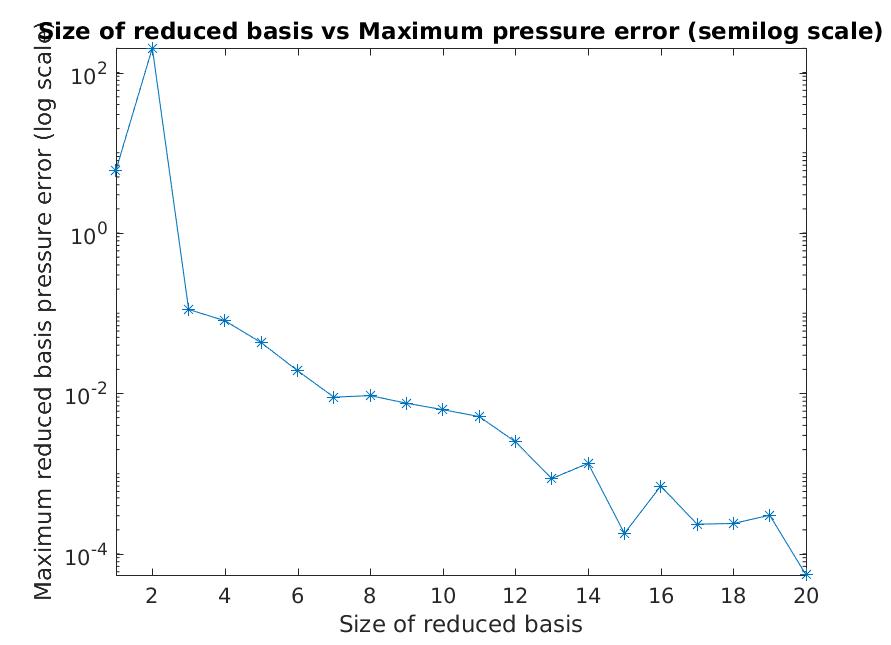 Size of reduced basis vs Maximum pressure error (semilog scale)
Maximum reduced basis pressure error (log scale)
10^2
10^0
10^-2
10^-4
2 4 6 8 10 12 14 16 18 20
Size of reduced basis